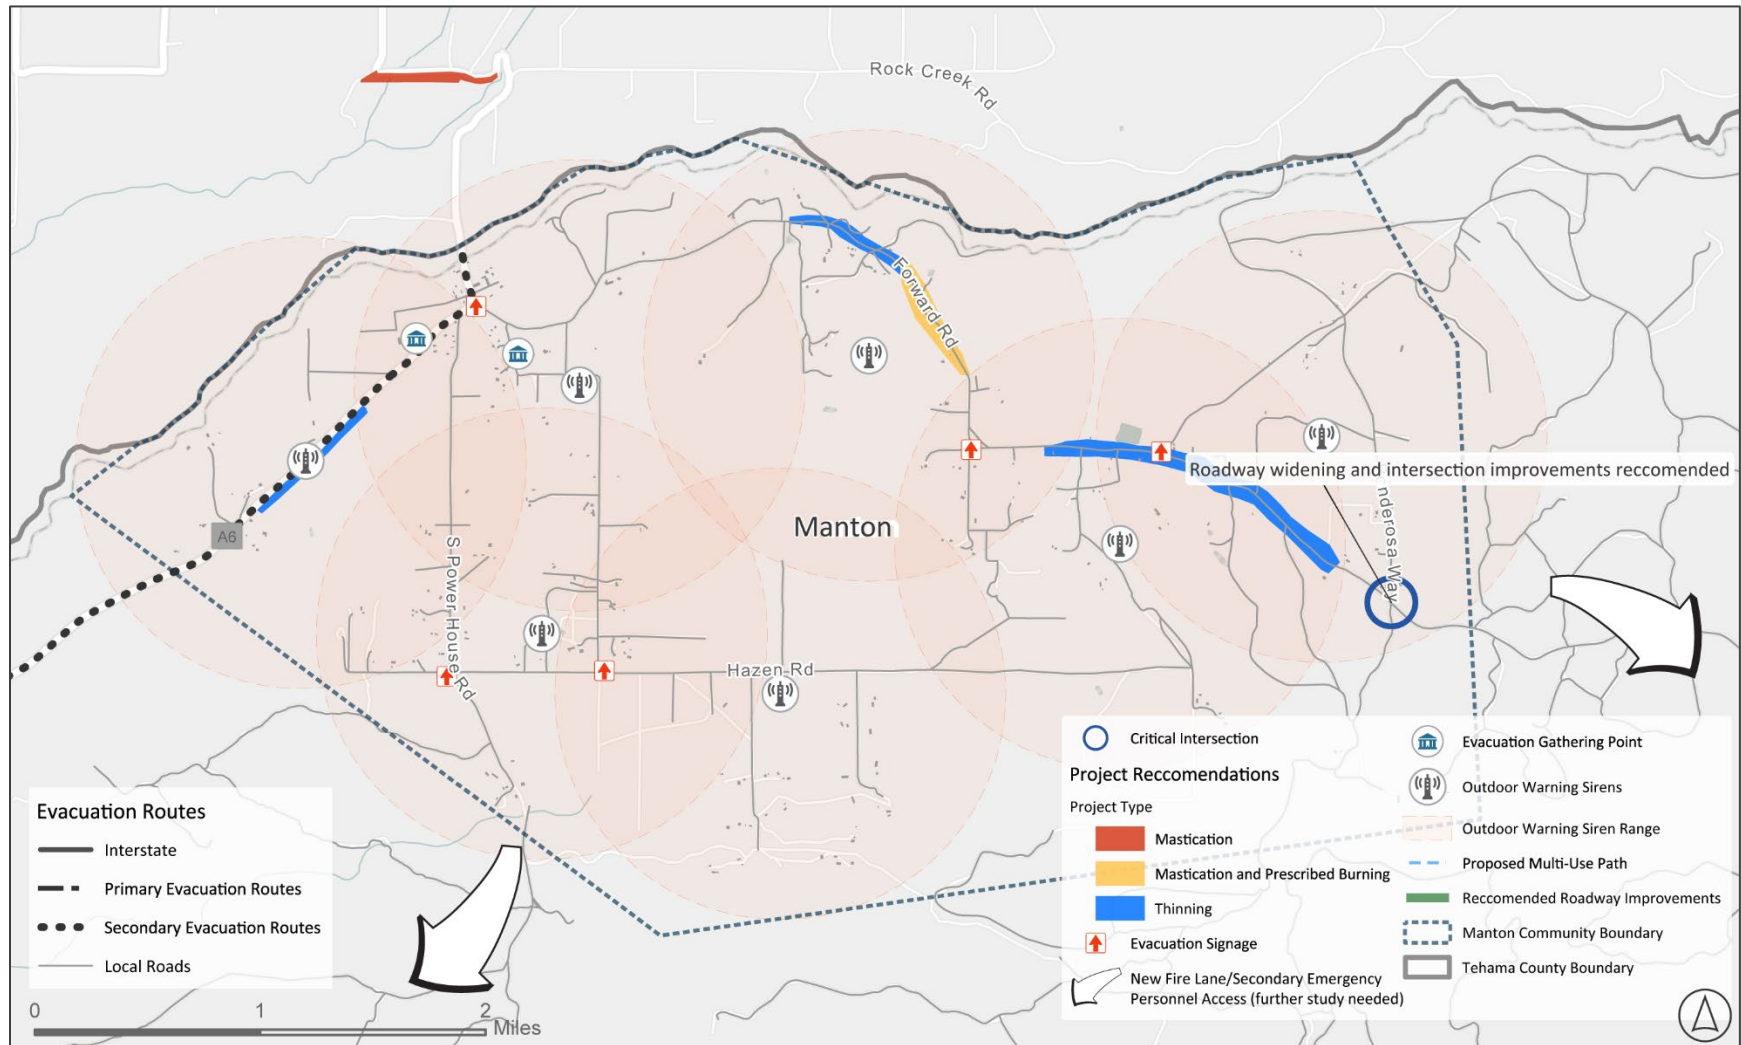 Rock Creek Rd
Forward Rd
Roadway widening and intersection improvements reccomended
Manton
A6
S Power House Rd
Hazen Rd
Critical Intersection
Project Reccomendations
Project Type
Mastication
Mastication and Prescribed Burning
Thinning
Evacuation Signage
New Fire Lane/Secondary Emergency
Personnel Access (further study needed)
Evacuation Gathering Point
Outdoor Warning Sirens
Outdoor Warning Siren Range
Proposed Multi-Use Path
Reccomended Roadway Improvements
Manton Community Boundary
Tehama County Boundary
Evacuation Routes
Interstate
Primary Evacuation Routes
Secondary Evacuation Routes
Local Roads
0 1 2
Miles
nderosa Way